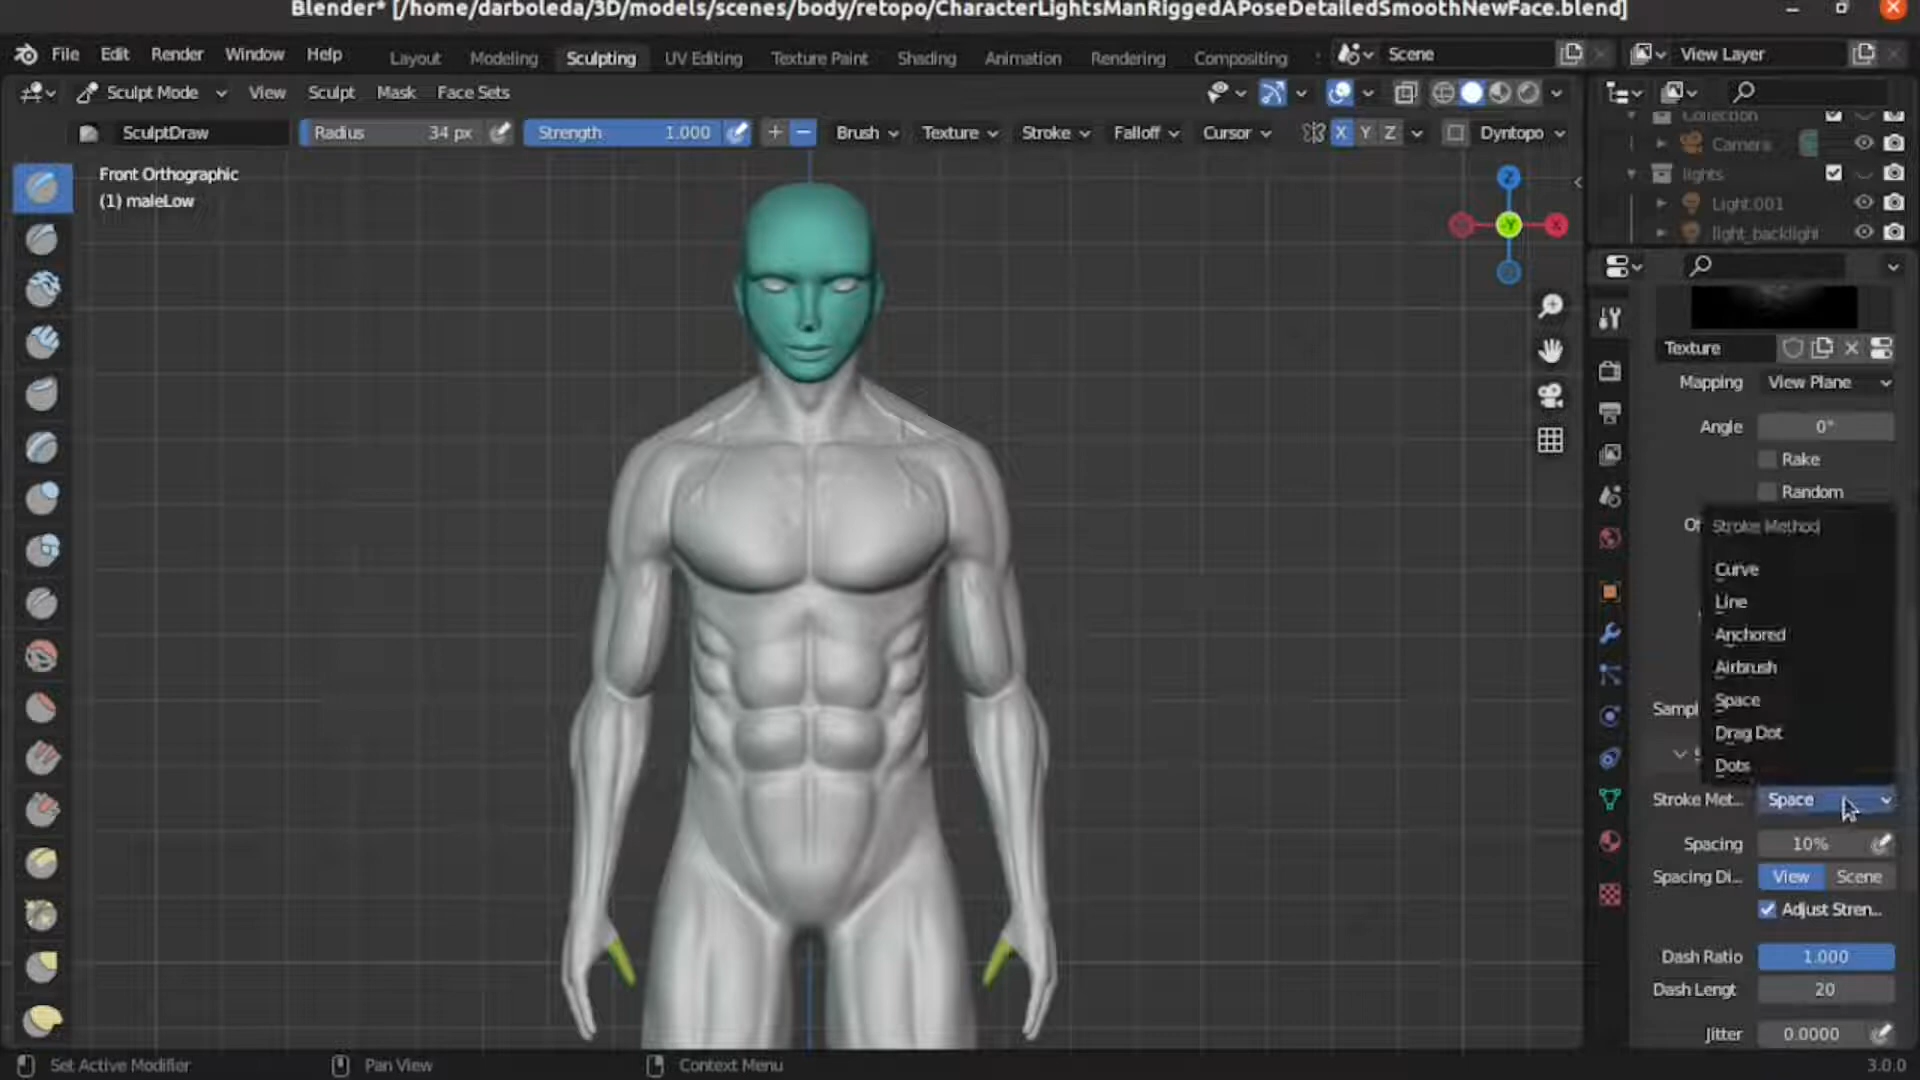 Blender* [/home/darboleda/3D/models/scenes/body/retopo/CharacterLightsManRiggedAPoseDetailedSmoothNewFace.blend]
File Edit Render Window Help Layout Modeling Sculpting UV Editing Texture Paint Shading Animation Rendering Compositing Scene View Layer
Sculpt Mode View Sculpt Mask Face Sets
Collection
SculptDraw Radius 34 px Strength 1.000 Brush Texture Stroke Falloff Cursor X Y Z Dyntopo
Camera
Front Orthographic
(1) maleLow
lights
Z
Light.001
-Y X
light_backlight
Texture
Mapping View Plane
Angle 0°
Rake
Random
Of Stroke Method
Curve
Line
Anchored
Airbrush
Space
Sampl
Drag Dot
Dots
Stroke Met... Space
Spacing 10%
Spacing Di... View Scene
Adjust Stren...
Dash Ratio 1.000
Dash Lengt 20
Jitter 0.0000
Set Active Modifier Pan View Context Menu 3.0.0